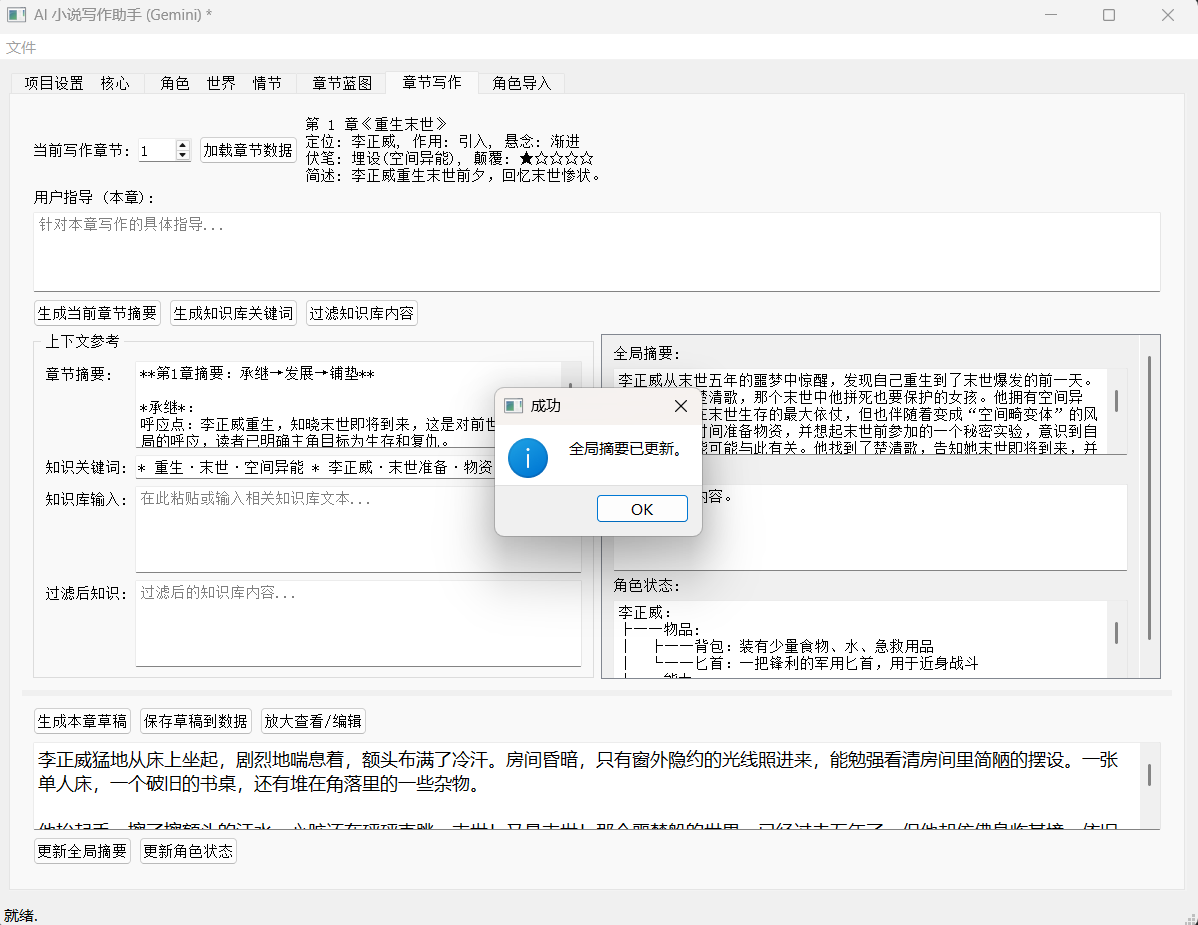 AI 小说写作助手 (Gemini) *
文件
项目设置 核心 角色 世界 情节 章节蓝图 章节写作 角色导入
当前写作章节: 1 加载章节数据
第 1 章《重生末世》
定位: 李正威, 作用: 引入, 悬念: 渐进
伏笔: 埋设(空间异能), 颠覆: ★☆☆☆☆
简述: 李正威重生末世前夕，回忆末世惨状。
用户指导 (本章):
针对本章写作的具体指导...
生成当前章节摘要 生成知识库关键词 过滤知识库内容
上下文参考
章节摘要:
**第1章摘要：承继→发展→铺垫**
*承继*：
呼应点：李正威重生，知晓末世即将到来，这是对前世
局的呼应，读者已明确主角目标为生存和复仇。
知识关键词: * 重生·末世·空间异能 * 李正威·末世准备·物资
知识库输入: 在此粘贴或输入相关知识库文本...
过滤后知识: 过滤后的知识库内容...
全局摘要:
李正威从末世五年的噩梦中惊醒，发现自己重生到了末世爆发的前一天。
楚清歌，那个末世中他拼死也要保护的女孩。他拥有空间异
在末世生存的最大依仗，但也伴随着变成“空间畸变体”的风
时间准备物资，并想起末世前参加的一个秘密实验，意识到自
能可能与此有关。他找到了楚清歌，告知她末世即将到来，并
内容。
角色状态:
李正威：
├──物品:
│ ├──背包: 装有少量食物、水、急救用品
│ └──匕首: 一把锋利的军用匕首，用于近身战斗
成功
全局摘要已更新。
OK
生成本章草稿 保存草稿到数据 放大查看/编辑
李正威猛地从床上坐起，剧烈地喘息着，额头布满了冷汗。房间昏暗，只有窗外隐约的光线照进来，能勉强看清房间里简陋的摆设。一张
单人床，一个破旧的书桌，还有堆在角落里的一些杂物。
更新全局摘要 更新角色状态
就绪.